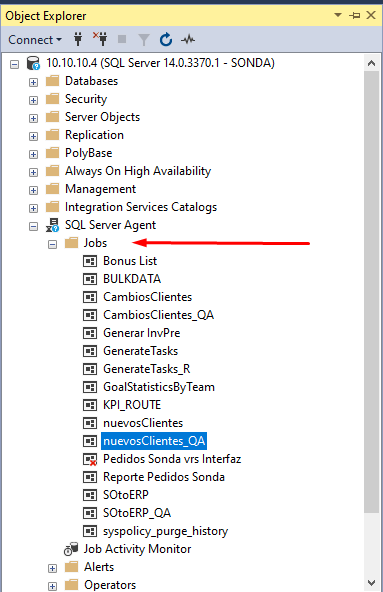 Object Explorer
Connect
10.10.10.4 (SQL Server 14.0.3370.1 - SONDA)
Databases
Security
Server Objects
Replication
PolyBase
Always On High Availability
Management
Integration Services Catalogs
SQL Server Agent
Jobs
Bonus List
BULKDATA
CambiosClientes
CambiosClientes_QA
Generar InvPre
GenerateTasks
GenerateTasks_R
GoalStatisticsByTeam
KPI_ROUTE
nuevosClientes
nuevosClientes_QA
Pedidos Sonda vrs Interfaz
Reporte Pedidos Sonda
SOtoERP
SOtoERP_QA
syspolicy_purge_history
Job Activity Monitor
Alerts
Operators